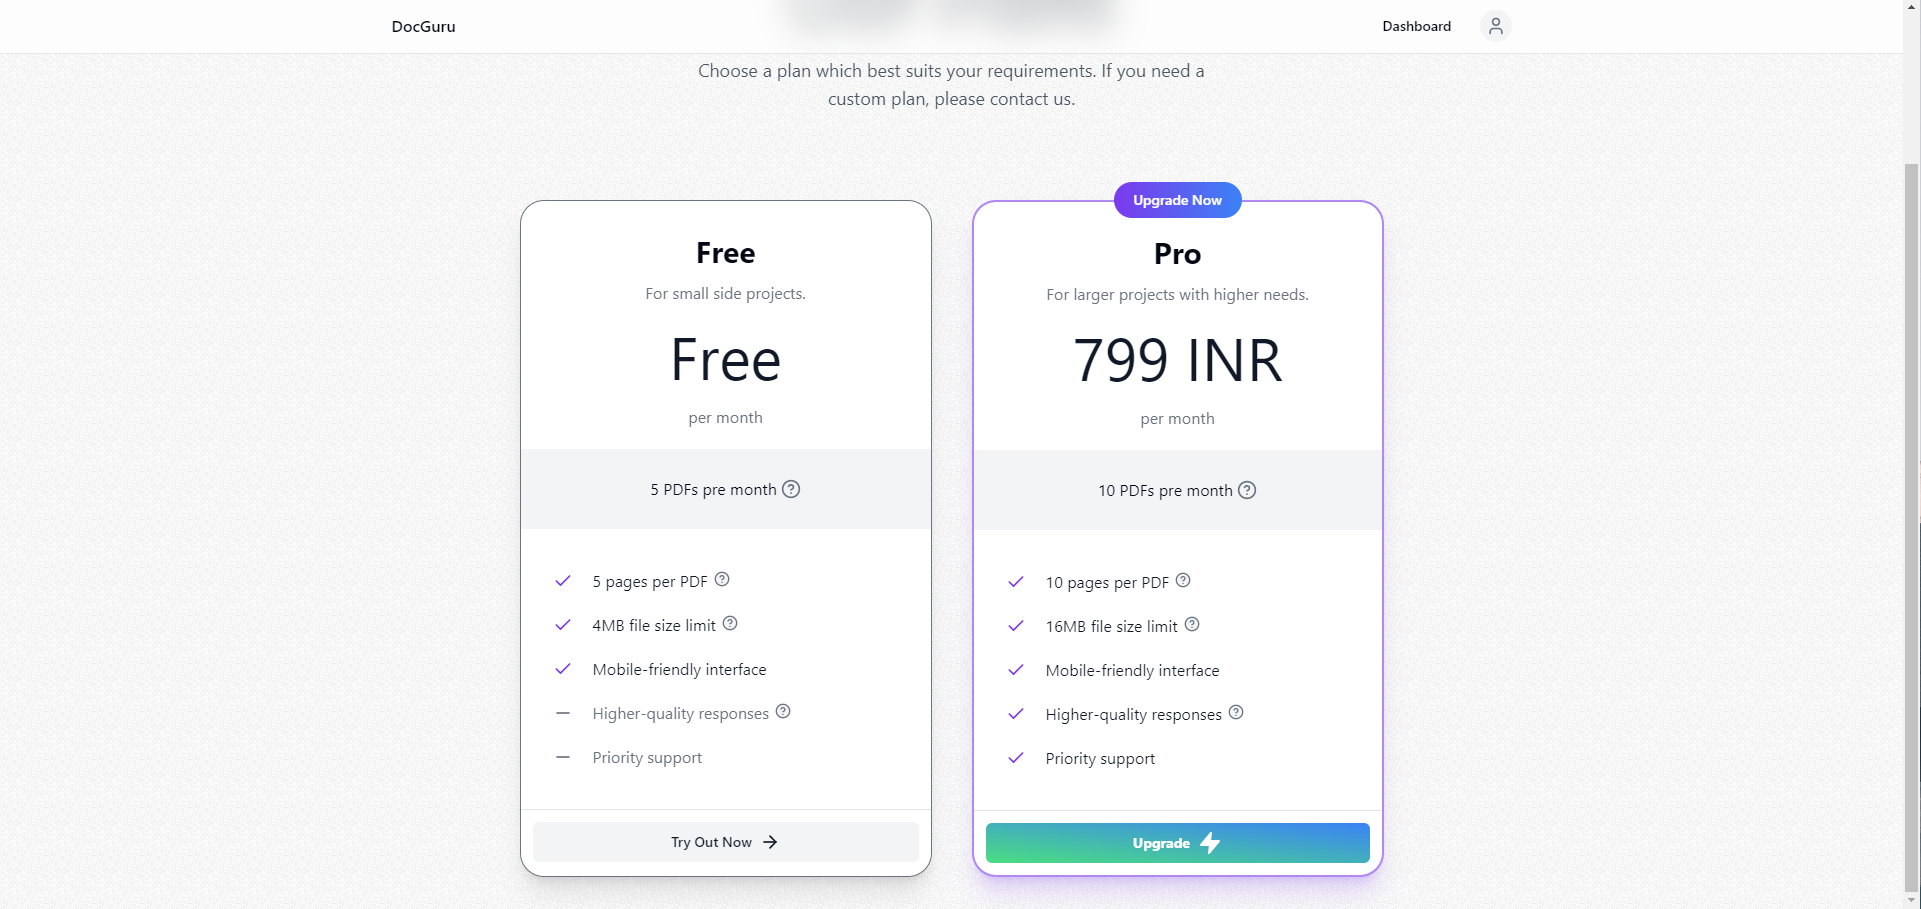 DocGuru
Dashboard
Choose a plan which best suits your requirements. If you need a
custom plan, please contact us.
Free
For small side projects.
Free
per month
5 PDFs pre month
5 pages per PDF
4MB file size limit
Mobile-friendly interface
Higher-quality responses
Priority support
Try Out Now
Upgrade Now
Pro
For larger projects with higher needs.
799 INR
per month
10 PDFs pre month
10 pages per PDF
16MB file size limit
Mobile-friendly interface
Higher-quality responses
Priority support
Upgrade